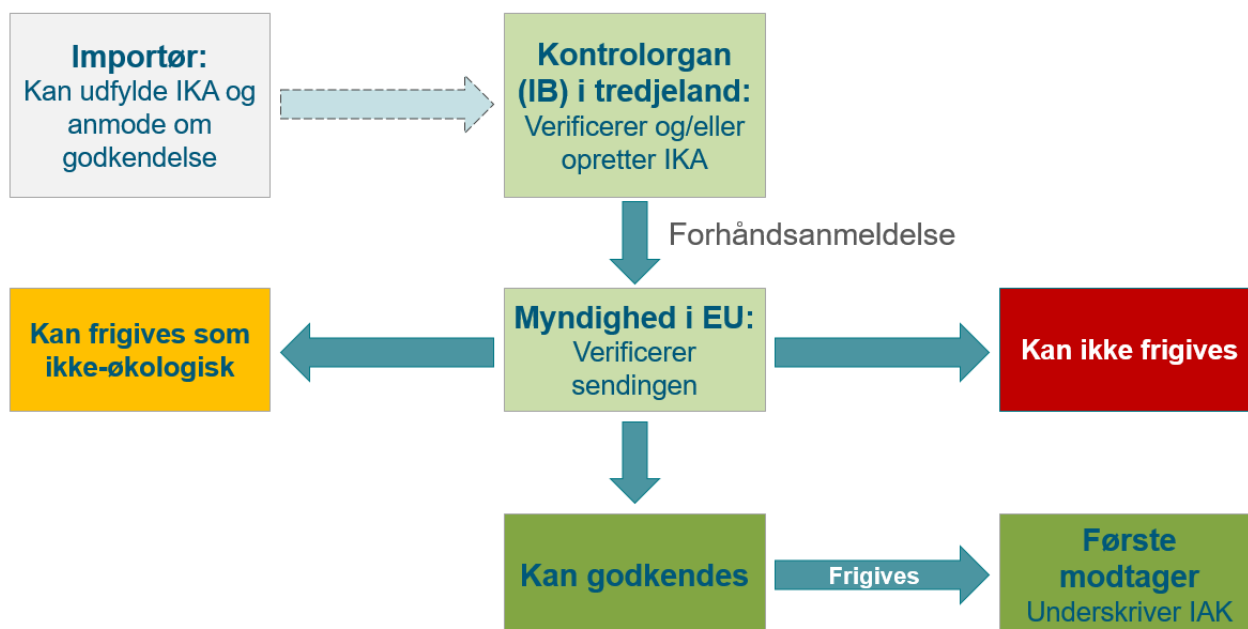 Importør:
Kan udfylde IKA og
anmode om
godkendelse
Kontrolorgan
(IB) i tredjeland:
Verificerer og/eller
opretter IKA
Forhåndsanmeldelse
Kan frigives som
ikke-økologisk
Myndighed i EU:
Verificerer
sendingen
Kan ikke frigives
Kan godkendes
Frigives
Første
modtager
Underskriver IAK